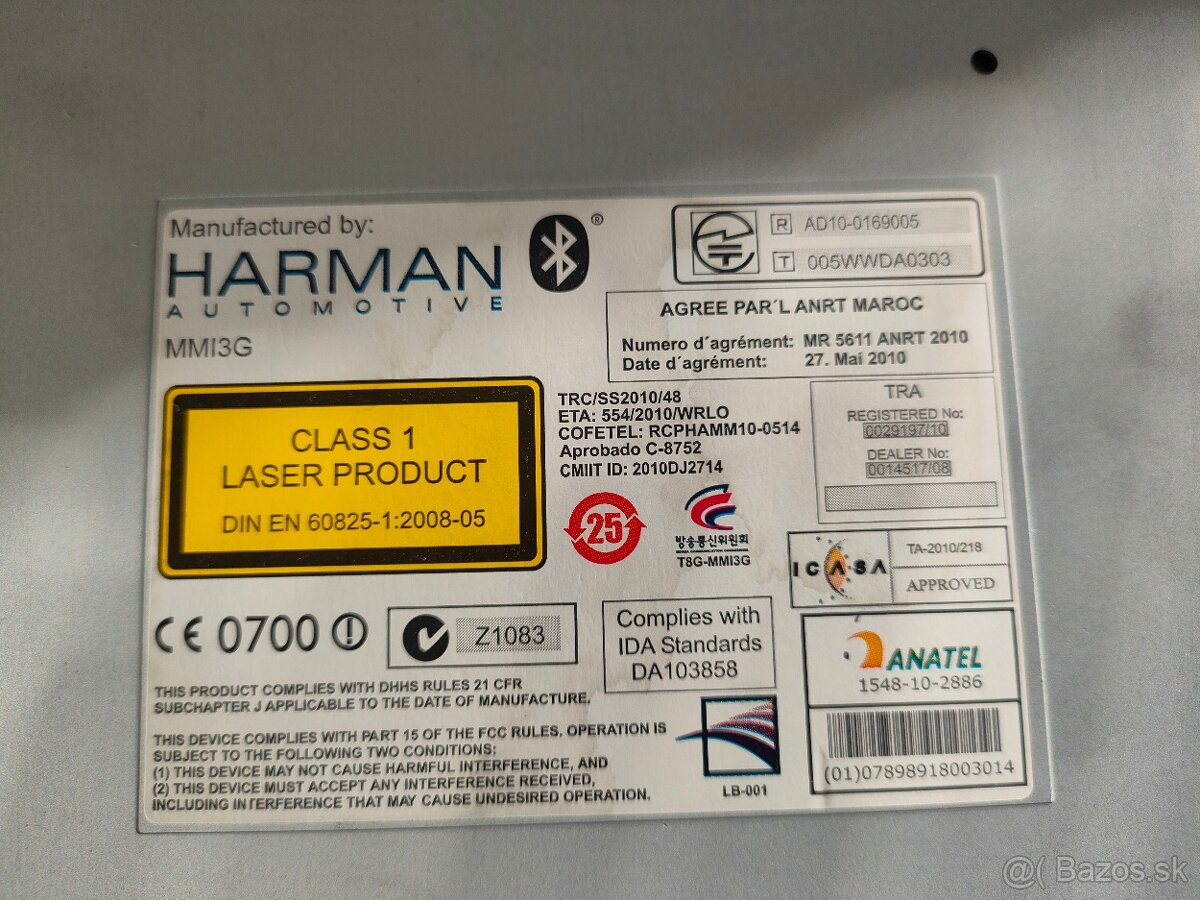 Manufactured by:
HARMAN
AUTOMOTIVE
®
MMI3G
R AD10-0169005
T 005WWDA0303
AGREE PAR´L ANRT MAROC
Numero d´agrément: MR 5611 ANRT 2010
Date d´agrément: 27. Mai 2010
CLASS 1
LASER PRODUCT
DIN EN 60825-1:2008-05
TRC/SS2010/48
ETA: 554/2010/WRLO
COFETEL: RCPHAMM10-0514
Aprobado C-8752
CMIIT ID: 2010DJ2714
TRA
REGISTERED No:
0029197/10
DEALER No:
0014517/08
25
방송통신위원회
T8G-MMI3G
ICASA
TA-2010/218
APPROVED
CE 0700
Z1083
Complies with
IDA Standards
DA103858
ANATEL
1548-10-2886
(01)07898918003014
THIS PRODUCT COMPLIES WITH DHHS RULES 21 CFR
SUBCHAPTER J APPLICABLE TO THE DATE OF MANUFACTURE.
THIS DEVICE COMPLIES WITH PART 15 OF THE FCC RULES. OPERATION IS
SUBJECT TO THE FOLLOWING TWO CONDITIONS:
(1) THIS DEVICE MAY NOT CAUSE HARMFUL INTERFERENCE, AND
(2) THIS DEVICE MUST ACCEPT ANY INTERFERENCE RECEIVED,
INCLUDING INTERFERENCE THAT MAY CAUSE UNDESIRED OPERATION.
LB-001
@( Bazos.sk